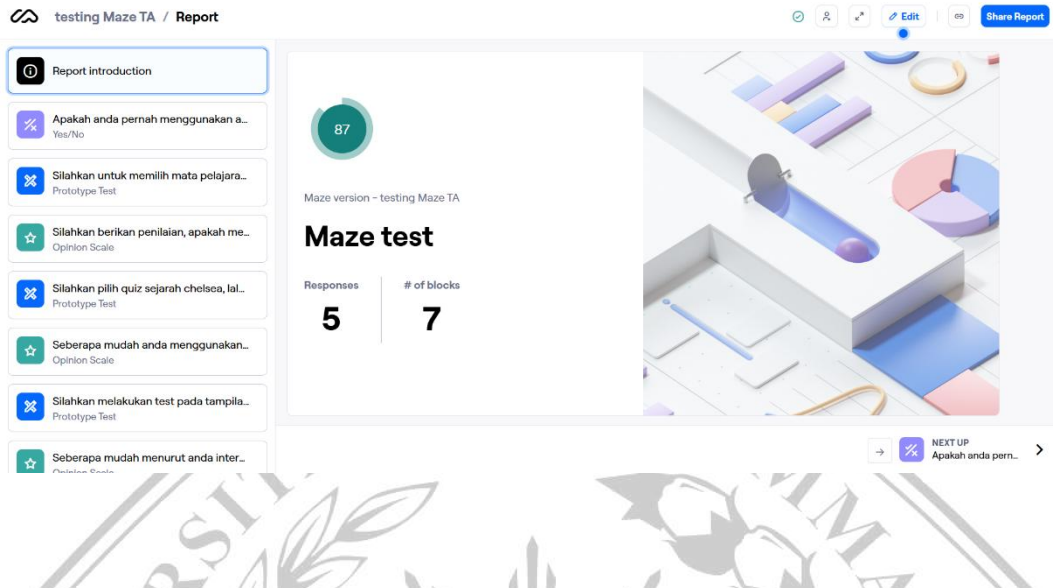 testing Maze TA / Report
Edit
Share Report
Report introduction
Apakah anda pernah menggunakan a...
Yes/No
Silahkan untuk memilih mata pelajara...
Prototype Test
Silahkan berikan penilaian, apakah me...
Opinion Scale
Silahkan pilih quiz sejarah chelsea, lal...
Prototype Test
Seberapa mudah anda menggunakan...
Opinion Scale
Silahkan melakukan test pada tampila...
Prototype Test
Seberapa mudah menurut anda inter...
Opinion Scale
87
Maze version - testing Maze TA
Maze test
Responses
# of blocks
5
7
NEXT UP
Apakah anda pern...